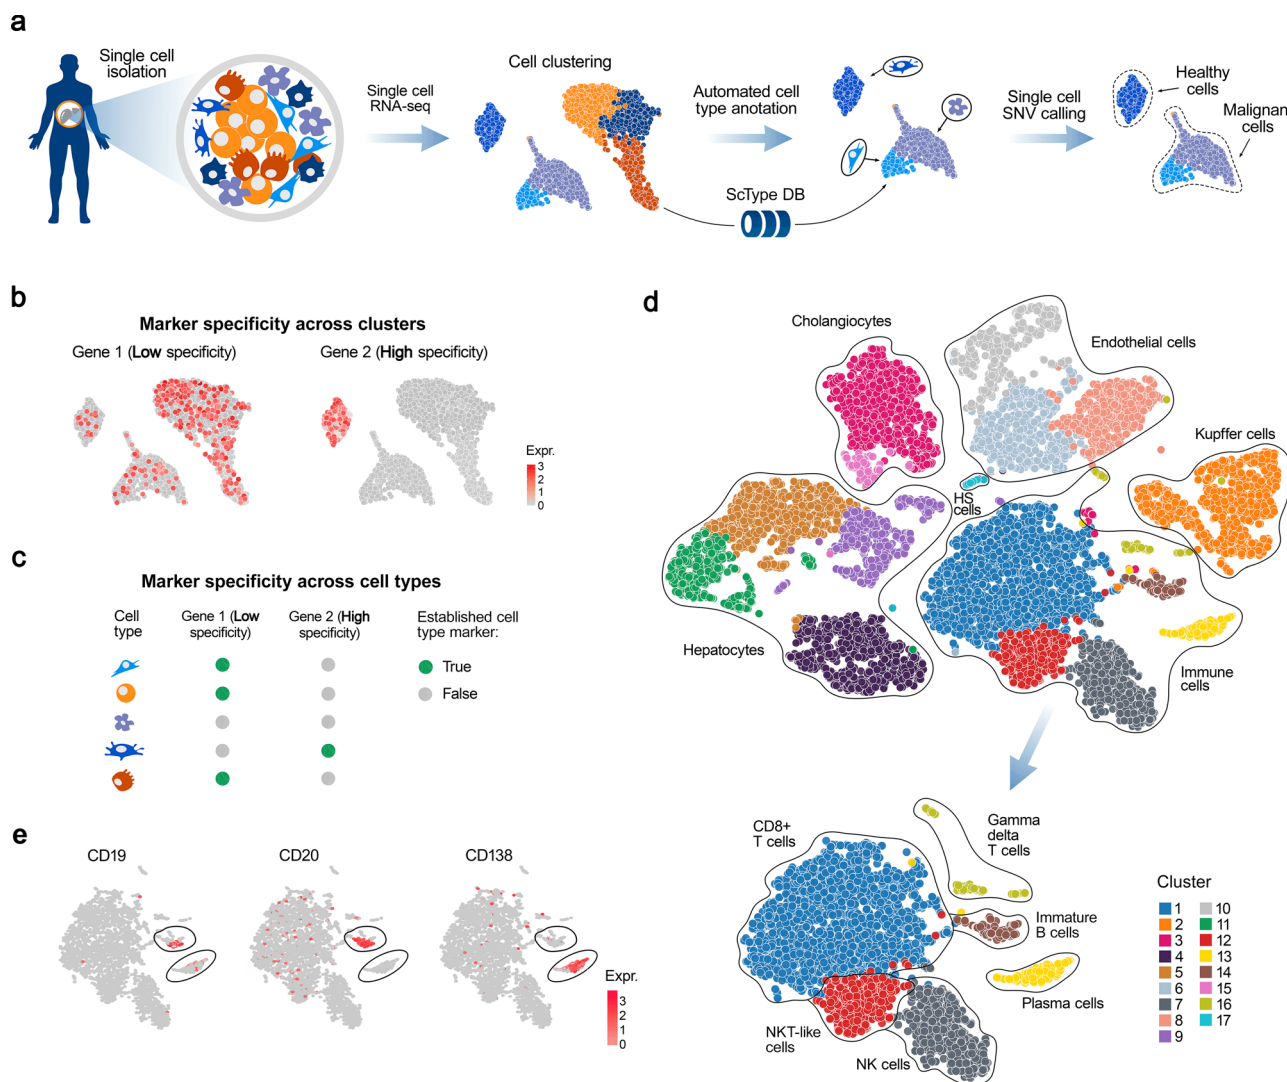 a
Single cell
isolation
Single cell
RNA-seq
Cell clustering
Automated cell
type anotation
ScType DB
Single cell
SNV calling
Healthy
cells
Malignant
cells
b
Marker specificity across clusters
Gene 1 (Low specificity)
Gene 2 (High specificity)
Expr.
3
2
1
0
c
Marker specificity across cell types
Cell
type
Gene 1 (Low
specificity)
Gene 2 (High
specificity)
Established cell
type marker:
True
False
d
Cholangiocytes
Endothelial cells
Kupffer cells
HS
cells
Hepatocytes
Immune
cells
CD8+
T cells
Gamma
delta
T cells
Immature
B cells
Plasma cells
NKT-like
cells
NK cells
Cluster
1
2
3
4
5
6
7
8
9
10
11
12
13
14
15
16
17
e
CD19
CD20
CD138
Expr.
3
2
1
0